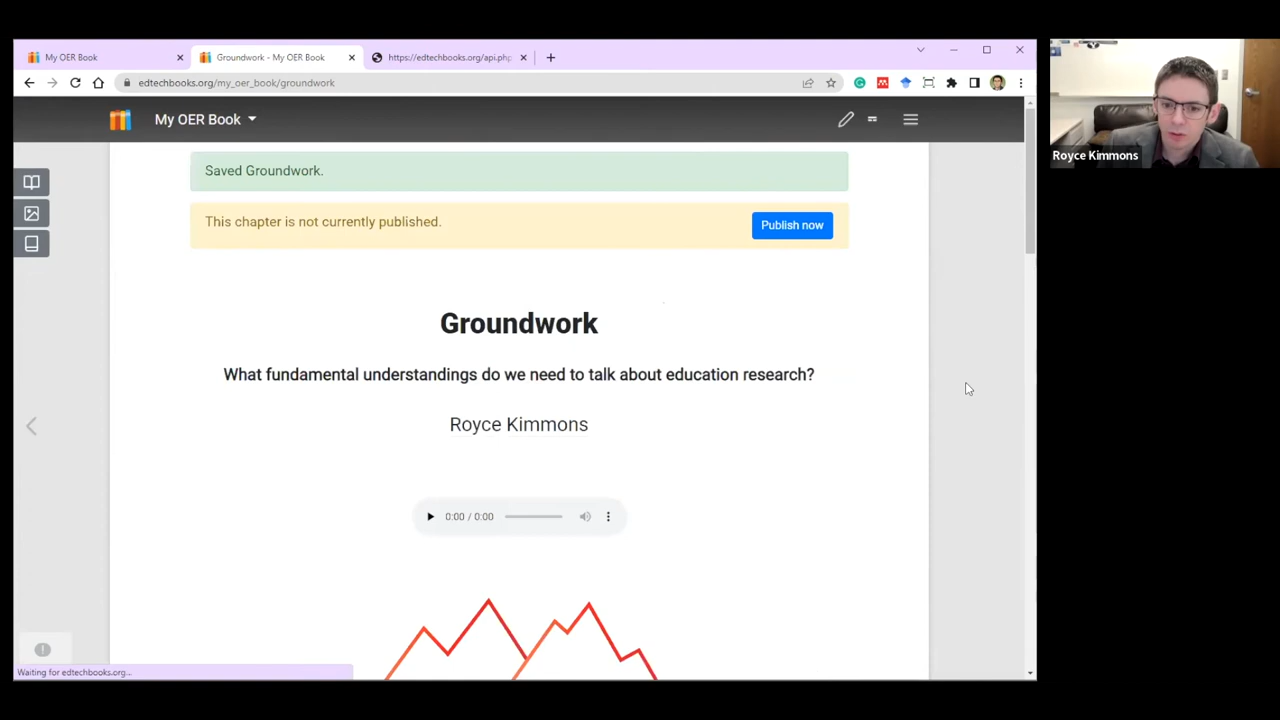 My OER Book
Groundwork - My OER Book
https://edtechbooks.org/api.php
edtechbooks.org/my_oer_book/groundwork
My OER Book
Royce Kimmons
Saved Groundwork.
This chapter is not currently published.
Publish now
Groundwork
What fundamental understandings do we need to talk about education research?
Royce Kimmons
0:00 / 0:00
Waiting for edtechbooks.org...